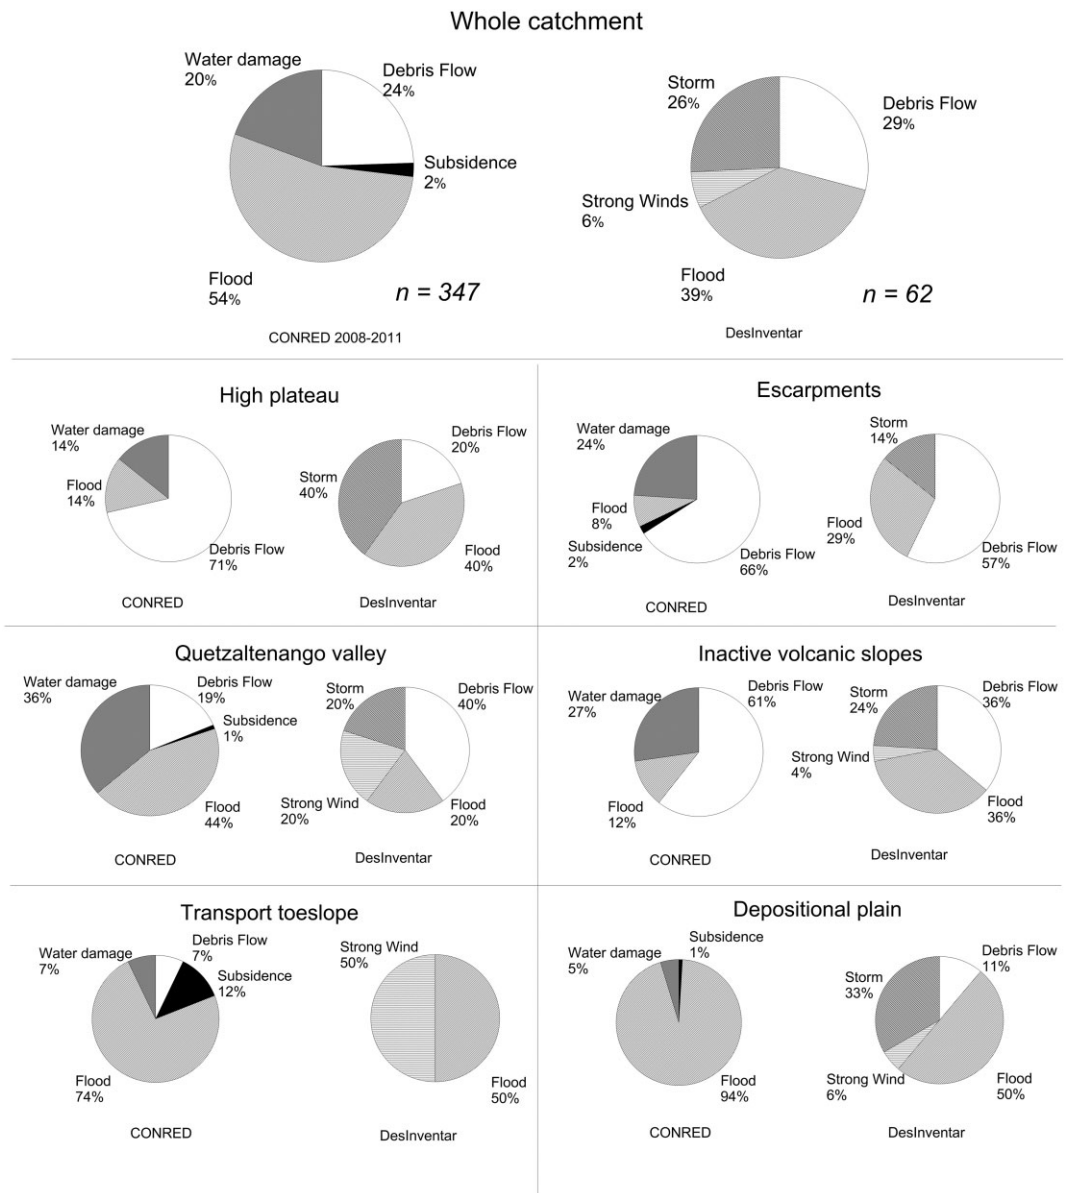 Whole catchment
Water damage
20%
Debris Flow
24%
Subsidence
2%
Flood
54%
n = 347
CONRED 2008-2011
Storm
26%
Debris Flow
29%
Strong Winds
6%
Flood
39%
n = 62
DesInventar
High plateau
Water damage
14%
Flood
14%
Debris Flow
71%
CONRED
Debris Flow
20%
Storm
40%
Flood
40%
DesInventar
Escarpments
Water damage
24%
Flood
8%
Subsidence
2%
Debris Flow
66%
CONRED
Storm
14%
Flood
29%
Debris Flow
57%
DesInventar
Quetzaltenango valley
Water damage
36%
Debris Flow
19%
Subsidence
1%
Flood
44%
CONRED
Storm
20%
Debris Flow
40%
Strong Wind
20%
Flood
20%
DesInventar
Inactive volcanic slopes
Water damage
27%
Debris Flow
61%
Flood
12%
CONRED
Storm
24%
Debris Flow
36%
Strong Wind
4%
Flood
36%
DesInventar
Transport toeslope
Water damage
7%
Debris Flow
7%
Subsidence
12%
Flood
74%
CONRED
Strong Wind
50%
Flood
50%
DesInventar
Depositional plain
Water damage
5%
Subsidence
1%
Flood
94%
CONRED
Storm
33%
Debris Flow
11%
Strong Wind
6%
Flood
50%
DesInventar